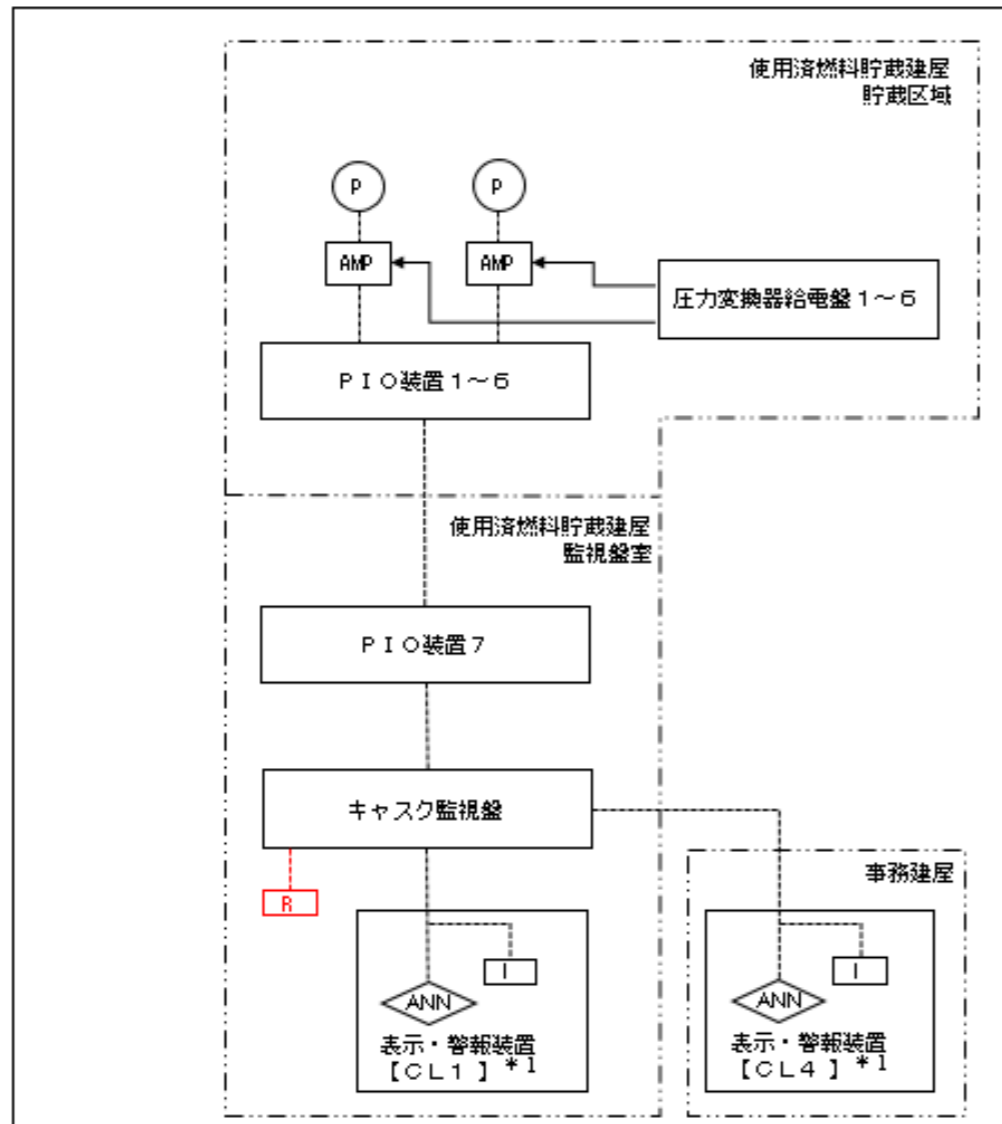 使用済燃料貯蔵建屋
貯蔵区域
P
P
AMP
AMP
圧力変換器給電盤1～6
ＰＩＯ装置1～6
使用済燃料貯蔵建屋
監視盤室
ＰＩＯ装置７
キャスク監視盤
R
事務建屋
I
ANN
表示・警報装置
【ＣＬ１】*1
I
ANN
表示・警報装置
【ＣＬ４】*1